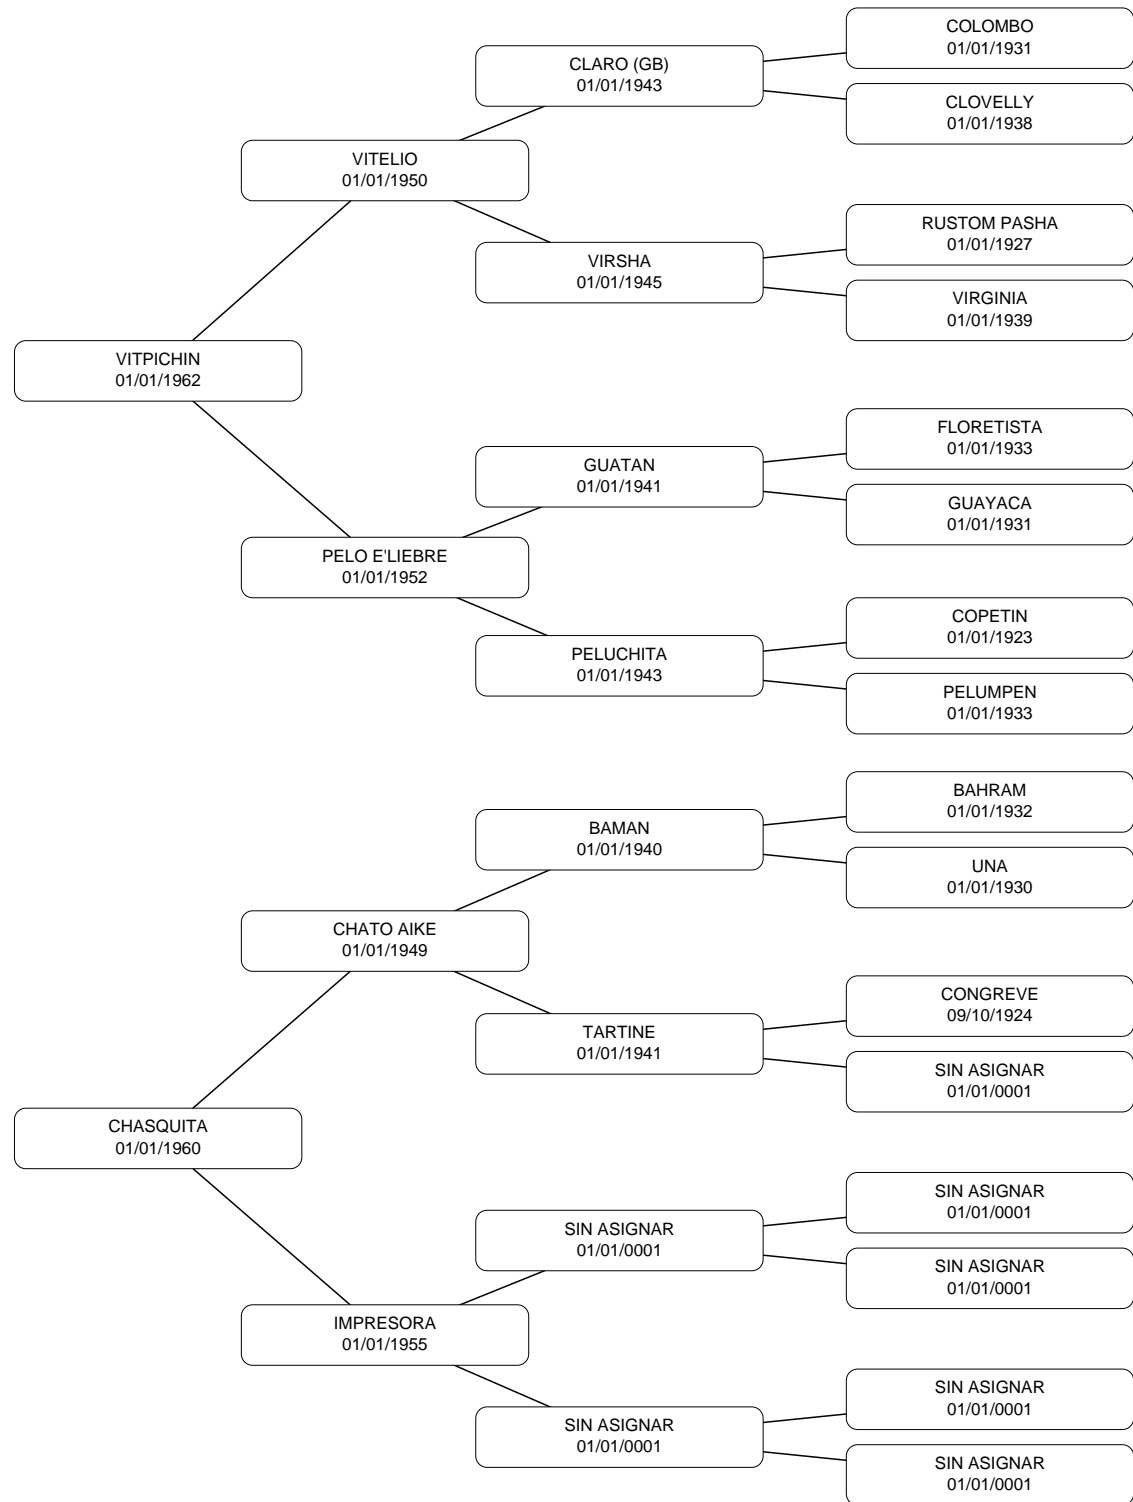 COLOMBO
01/01/1931
CLARO (GB)
01/01/1943
CLOVELLY
01/01/1938
VITELIO
01/01/1950
RUSTOM PASHA
01/01/1927
VIRSHA
01/01/1945
VIRGINIA
01/01/1939
VITPICHIN
01/01/1962
FLORETISTA
01/01/1933
GUATAN
01/01/1941
GUAYACA
01/01/1931
PELO E'LIEBRE
01/01/1952
COPETIN
01/01/1923
PELUCHITA
01/01/1943
PELUMPEN
01/01/1933
BAHRAM
01/01/1932
BAMAN
01/01/1940
UNA
01/01/1930
CHATO AIKE
01/01/1949
CONGREVE
09/10/1924
TARTINE
01/01/1941
SIN ASIGNAR
01/01/0001
CHASQUITA
01/01/1960
SIN ASIGNAR
01/01/0001
SIN ASIGNAR
01/01/0001
SIN ASIGNAR
01/01/0001
IMPRESORA
01/01/1955
SIN ASIGNAR
01/01/0001
SIN ASIGNAR
01/01/0001
SIN ASIGNAR
01/01/0001